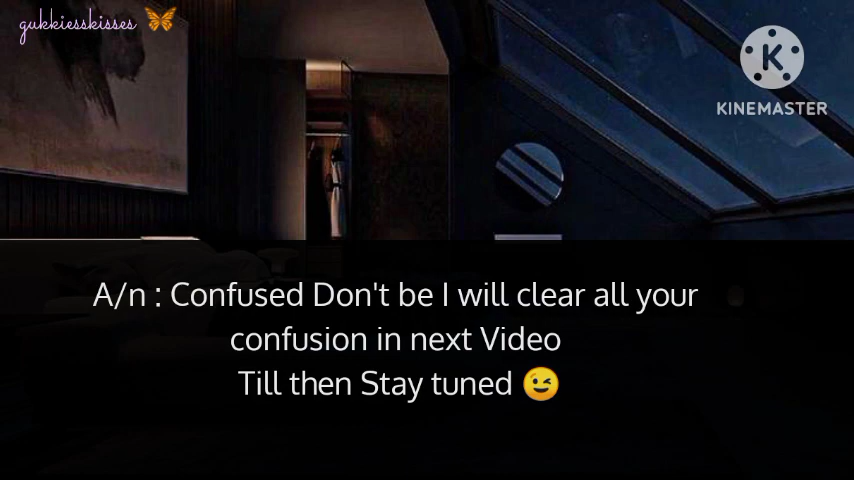 gukkiesskisses 🦋
KINEMASTER
A/n : Confused Don't be I will clear all your
confusion in next Video
Till then Stay tuned 😉